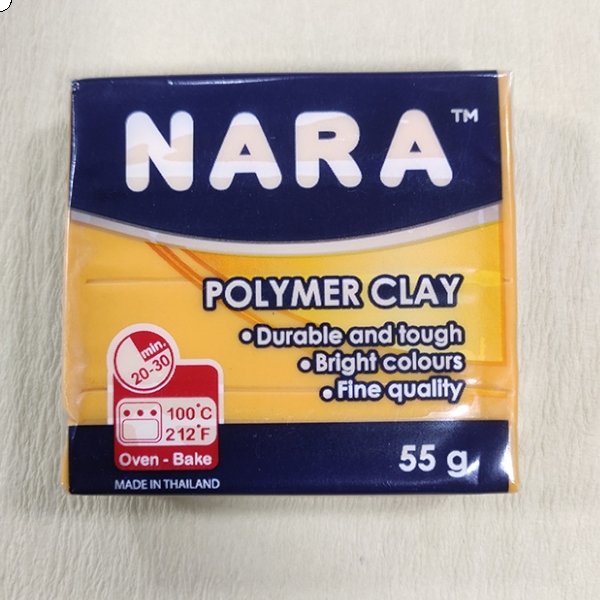 NARA™
POLYMER CLAY
•Durable and tough
•Bright colours
•Fine quality
min.
20-30
100°C
212°F
Oven - Bake
55 g
MADE IN THAILAND